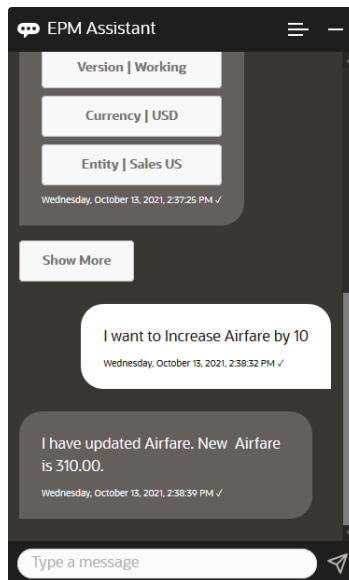 EPM Assistant
Version | Working
Currency | USD
Entity | Sales US
Wednesday, October 13, 2021, 2:37:25 PM ✓
Show More
I want to Increase Airfare by 10
Wednesday, October 13, 2021, 2:38:32 PM ✓
I have updated Airfare. New  Airfare
is 310.00.
Wednesday, October 13, 2021, 2:38:39 PM ✓
Type a message